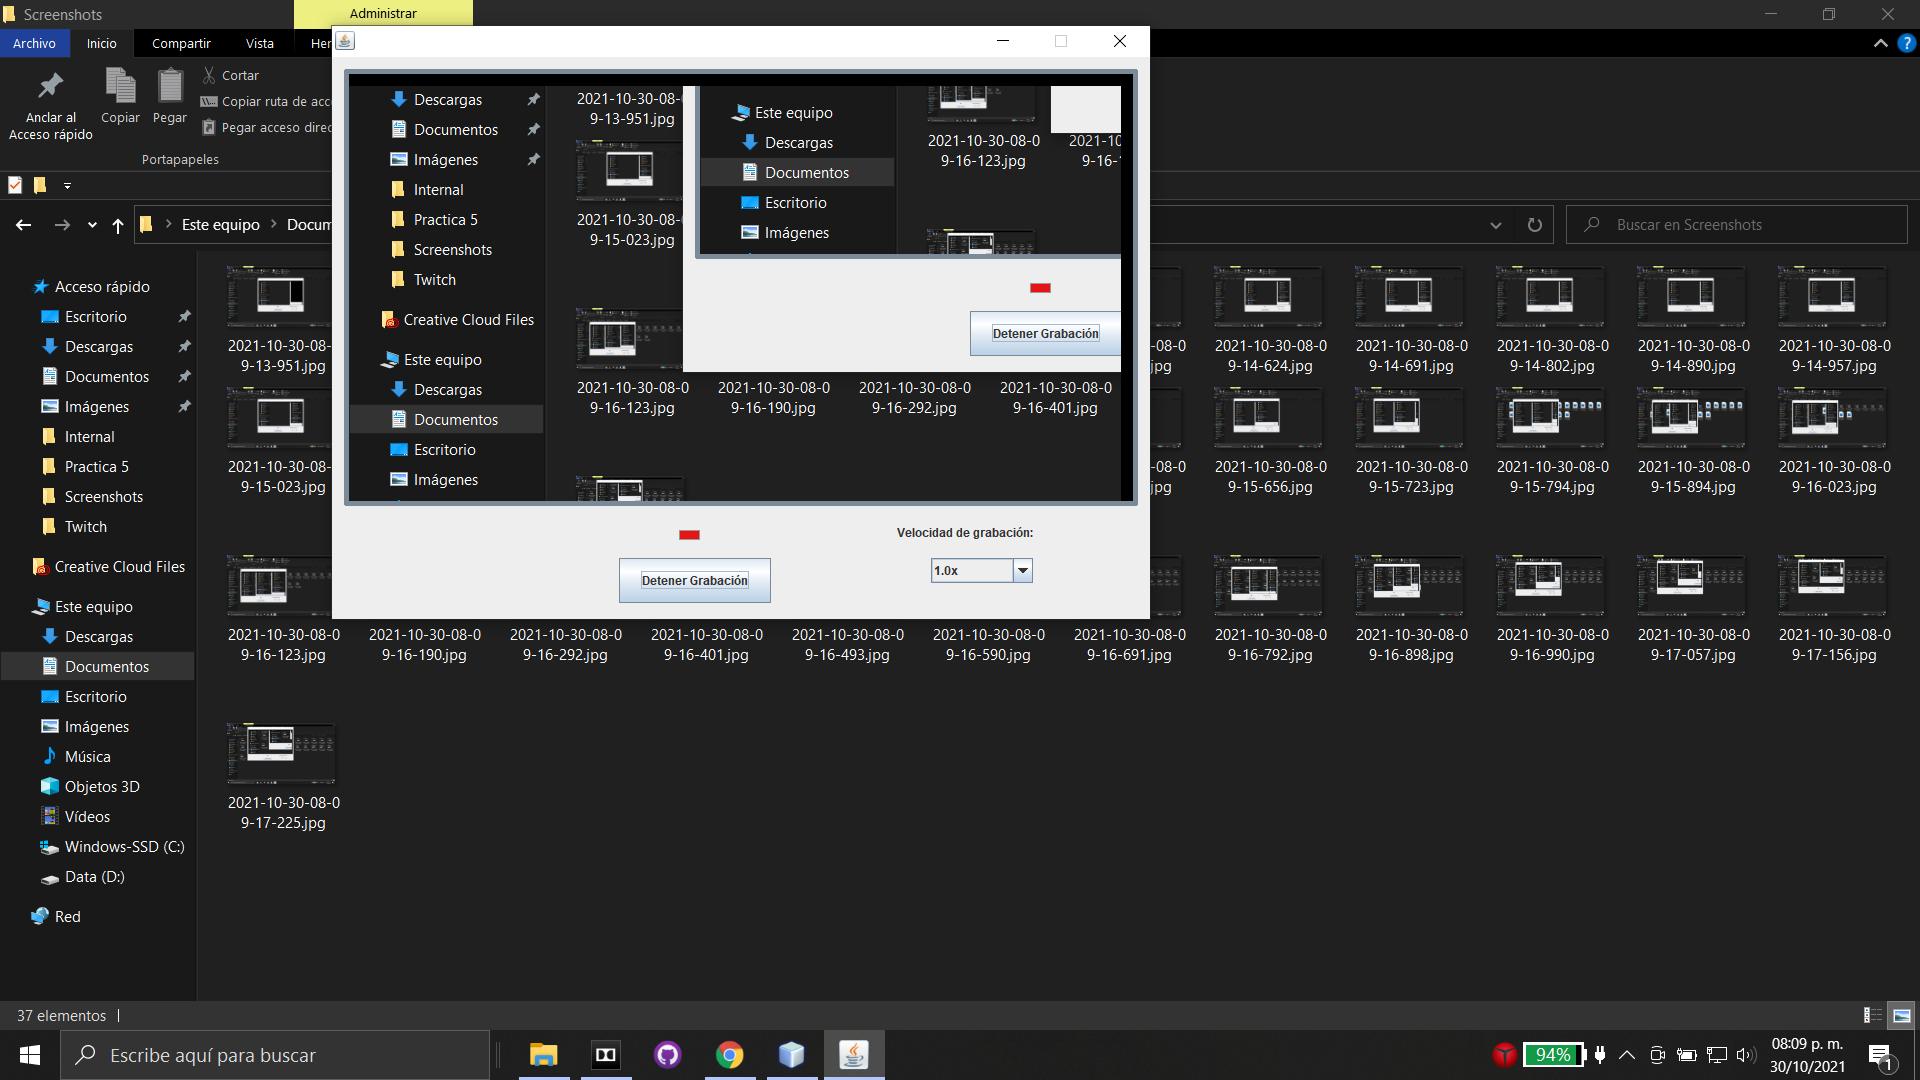 Screenshots
Administrar
Archivo
Inicio
Compartir
Vista
Her
Anclar al
Acceso rápido
Copiar
Pegar
Cortar
Copiar ruta de acc
Pegar acceso direc
Portapapeles
Este equipo
Docum
Buscar en Screenshots
Acceso rápido
Escritorio
Descargas
Documentos
Imágenes
Internal
Practica 5
Screenshots
Twitch
Creative Cloud Files
Este equipo
Descargas
Documentos
Escritorio
Imágenes
Música
Objetos 3D
Vídeos
Windows-SSD (C:)
Data (D:)
Red
Descargas
Documentos
Imágenes
Internal
Practica 5
Screenshots
Twitch
Creative Cloud Files
Este equipo
Descargas
Documentos
Escritorio
Imágenes
2021-10-30-08-
9-13-951.jpg
2021-10-30-08-
9-15-023.jpg
2021-10-30-08-0
9-16-123.jpg
2021-10-30-08-0
9-16-190.jpg
2021-10-30-08-0
9-16-292.jpg
2021-10-30-08-0
9-16-401.jpg
Este equipo
Descargas
Documentos
Escritorio
Imágenes
2021-10-30-08-0
9-16-123.jpg
2021-10
9-16-
Detener Grabación
Detener Grabación
Velocidad de grabación:
1.0x
2021-10-30-08-
9-13-951.jpg
08-0
jpg
2021-10-30-08-0
9-14-624.jpg
2021-10-30-08-0
9-14-691.jpg
2021-10-30-08-0
9-14-802.jpg
2021-10-30-08-0
9-14-890.jpg
2021-10-30-08-0
9-14-957.jpg
2021-10-30-08-
9-15-023.jpg
08-0
jpg
2021-10-30-08-0
9-15-656.jpg
2021-10-30-08-0
9-15-723.jpg
2021-10-30-08-0
9-15-794.jpg
2021-10-30-08-0
9-15-894.jpg
2021-10-30-08-0
9-16-023.jpg
2021-10-30-08-0
9-16-123.jpg
2021-10-30-08-0
9-16-190.jpg
2021-10-30-08-0
9-16-292.jpg
2021-10-30-08-0
9-16-401.jpg
2021-10-30-08-0
9-16-493.jpg
2021-10-30-08-0
9-16-590.jpg
2021-10-30-08-0
9-16-691.jpg
2021-10-30-08-0
9-16-792.jpg
2021-10-30-08-0
9-16-898.jpg
2021-10-30-08-0
9-16-990.jpg
2021-10-30-08-0
9-17-057.jpg
2021-10-30-08-0
9-17-156.jpg
2021-10-30-08-0
9-17-225.jpg
37 elementos
Escribe aquí para buscar
94%
08:09 p. m.
30/10/2021
1